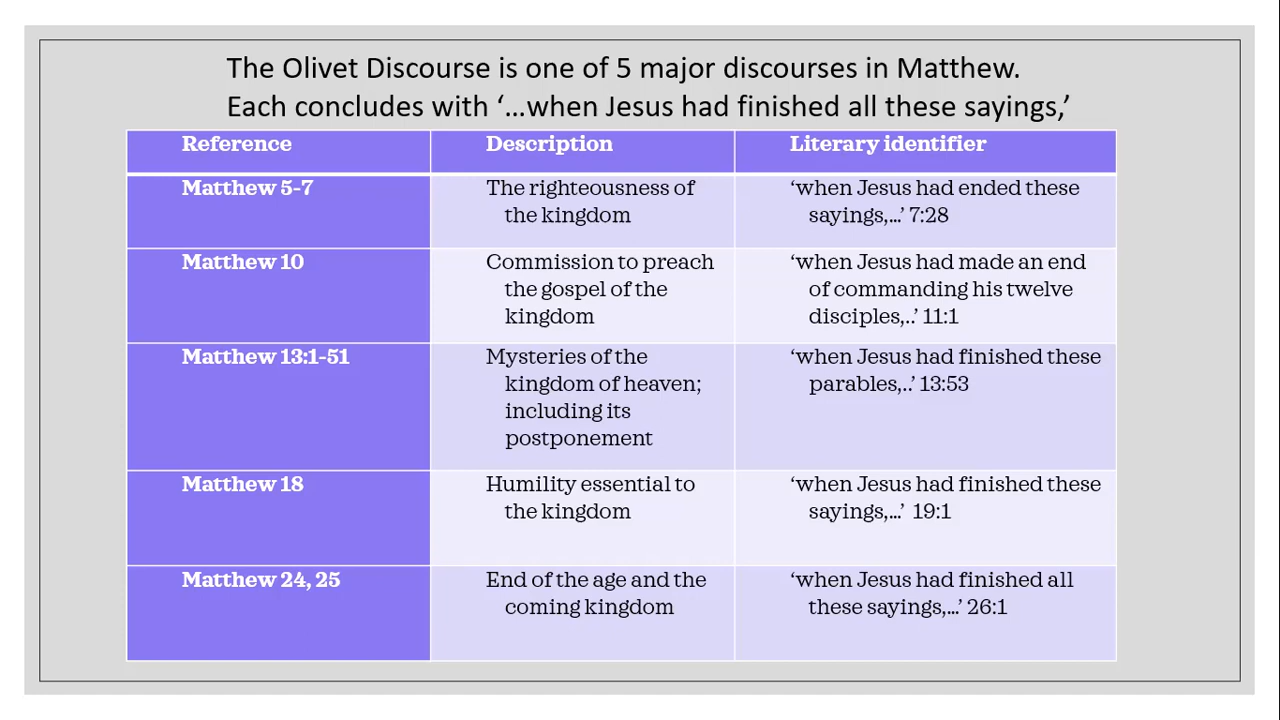 The Olivet Discourse is one of 5 major discourses in Matthew.
Each concludes with ‘…when Jesus had finished all these sayings,’
Reference
Description
Literary identifier
Matthew 5-7
The righteousness of
the kingdom
‘when Jesus had ended these
sayings,…’ 7:28
Matthew 10
Commission to preach
the gospel of the
kingdom
‘when Jesus had made an end
of commanding his twelve
disciples,..’ 11:1
Matthew 13:1-51
Mysteries of the
kingdom of heaven;
including its
postponement
‘when Jesus had finished these
parables,..’ 13:53
Matthew 18
Humility essential to
the kingdom
‘when Jesus had finished these
sayings,…’ 19:1
Matthew 24, 25
End of the age and the
coming kingdom
‘when Jesus had finished all
these sayings,…’ 26:1